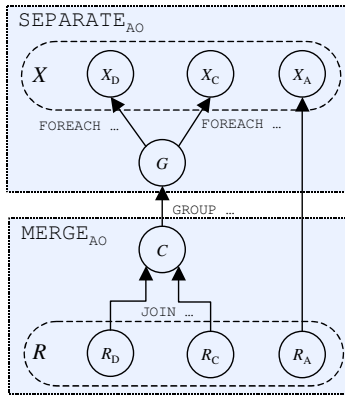 SEPARATE_AO
X X_D X_C X_A
FOREACH … FOREACH …
G
GROUP …
MERGE_AO
C
JOIN …
R R_D R_C R_A